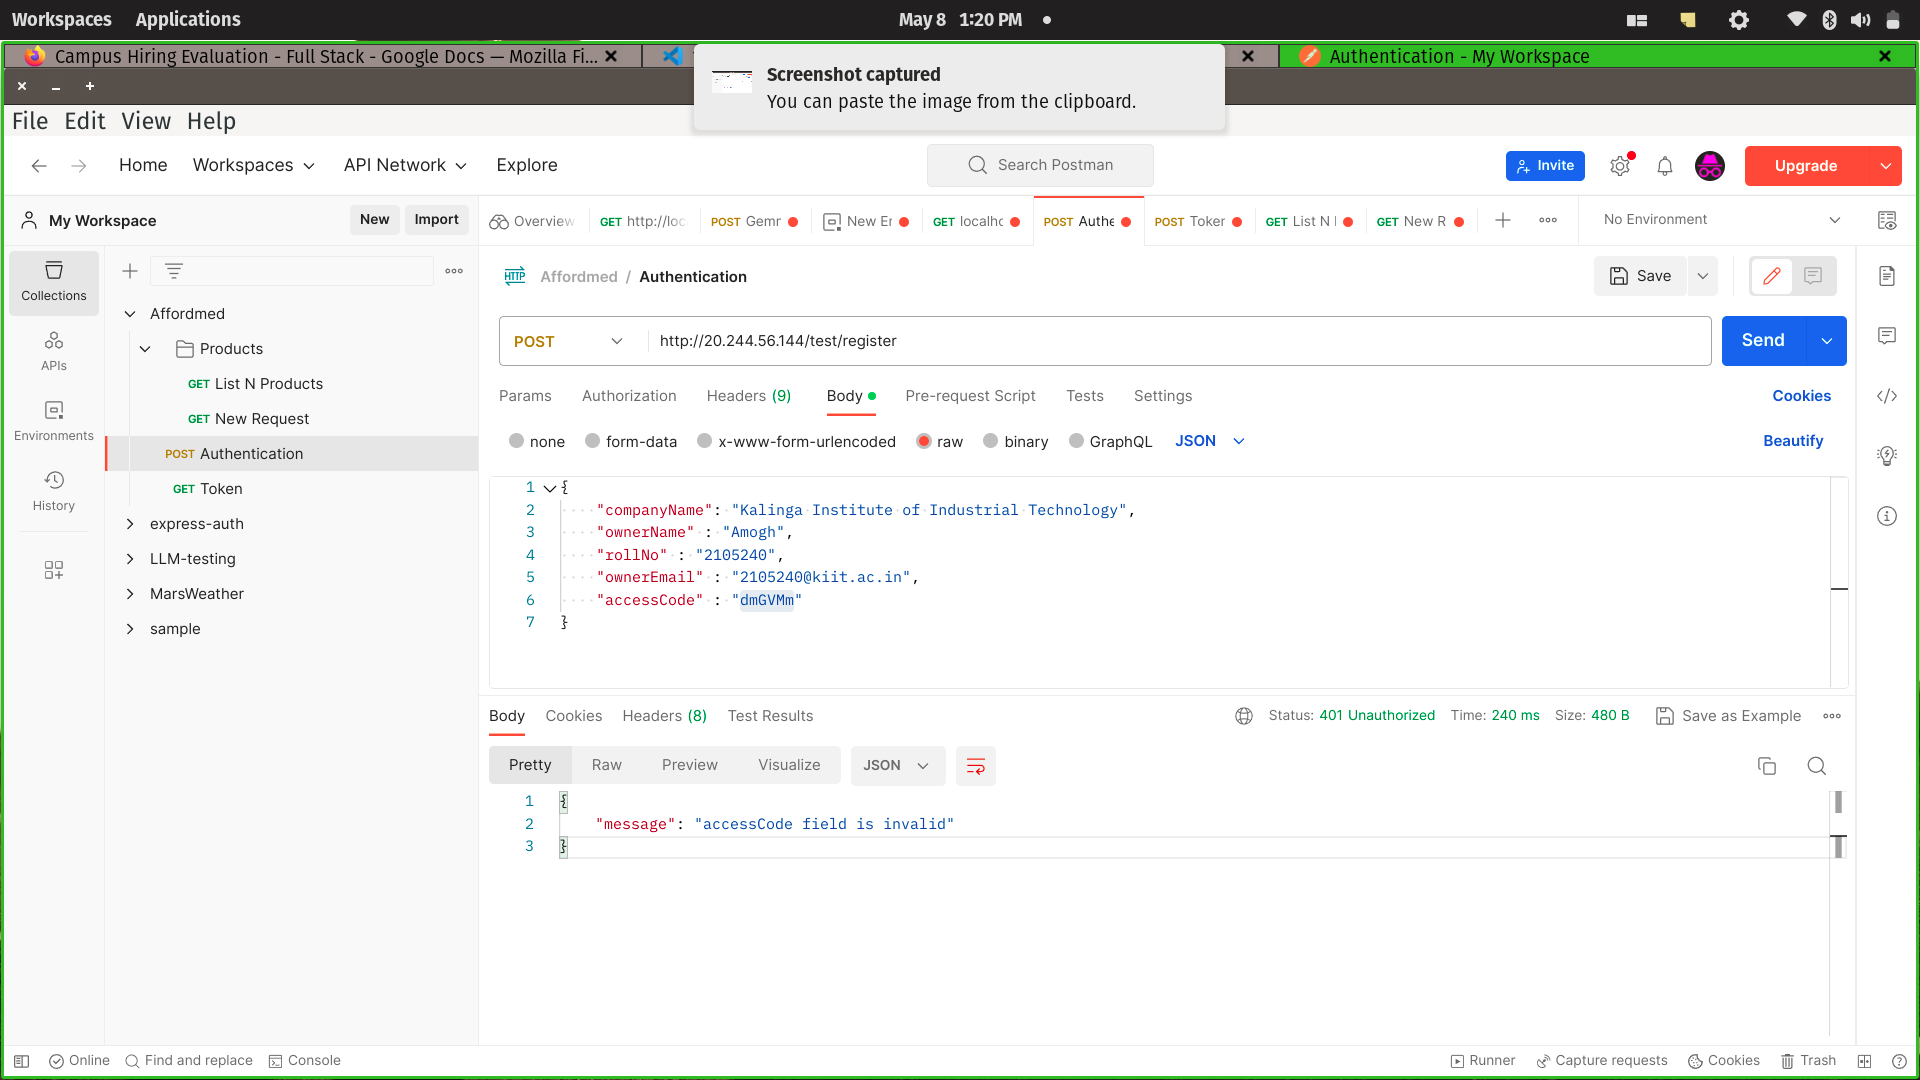 Workspaces Applications May 8 1:20 PM
Campus Hiring Evaluation - Full Stack - Google Docs — Mozilla Fi...
Authentication - My Workspace
Screenshot captured
You can paste the image from the clipboard.
File Edit View Help
Home Workspaces API Network Explore Search Postman Invite Upgrade
My Workspace New Import
Overview GET http://loc POST Gemr New Er GET localhc POST Authe POST Toker GET List N I GET New R No Environment
HTTP Affordmed / Authentication Save
POST http://20.244.56.144/test/register Send
Params Authorization Headers (9) Body Pre-request Script Tests Settings Cookies
none form-data x-www-form-urlencoded raw binary GraphQL JSON Beautify
Collections
APIs
Environments
History
Affordmed
Products
GET List N Products
GET New Request
POST Authentication
GET Token
express-auth
LLM-testing
MarsWeather
sample
1 {
2 "companyName": "Kalinga Institute of Industrial Technology",
3 "ownerName" : "Amogh",
4 "rollNo" : "2105240",
5 "ownerEmail" : "2105240@kiit.ac.in",
6 "accessCode" : "dmGVMm"
7 }
Body Cookies Headers (8) Test Results Status: 401 Unauthorized Time: 240 ms Size: 480 B Save as Example
Pretty Raw Preview Visualize JSON
1 {
2 "message": "accessCode field is invalid"
3 }
Online Find and replace Console Runner Capture requests Cookies Trash